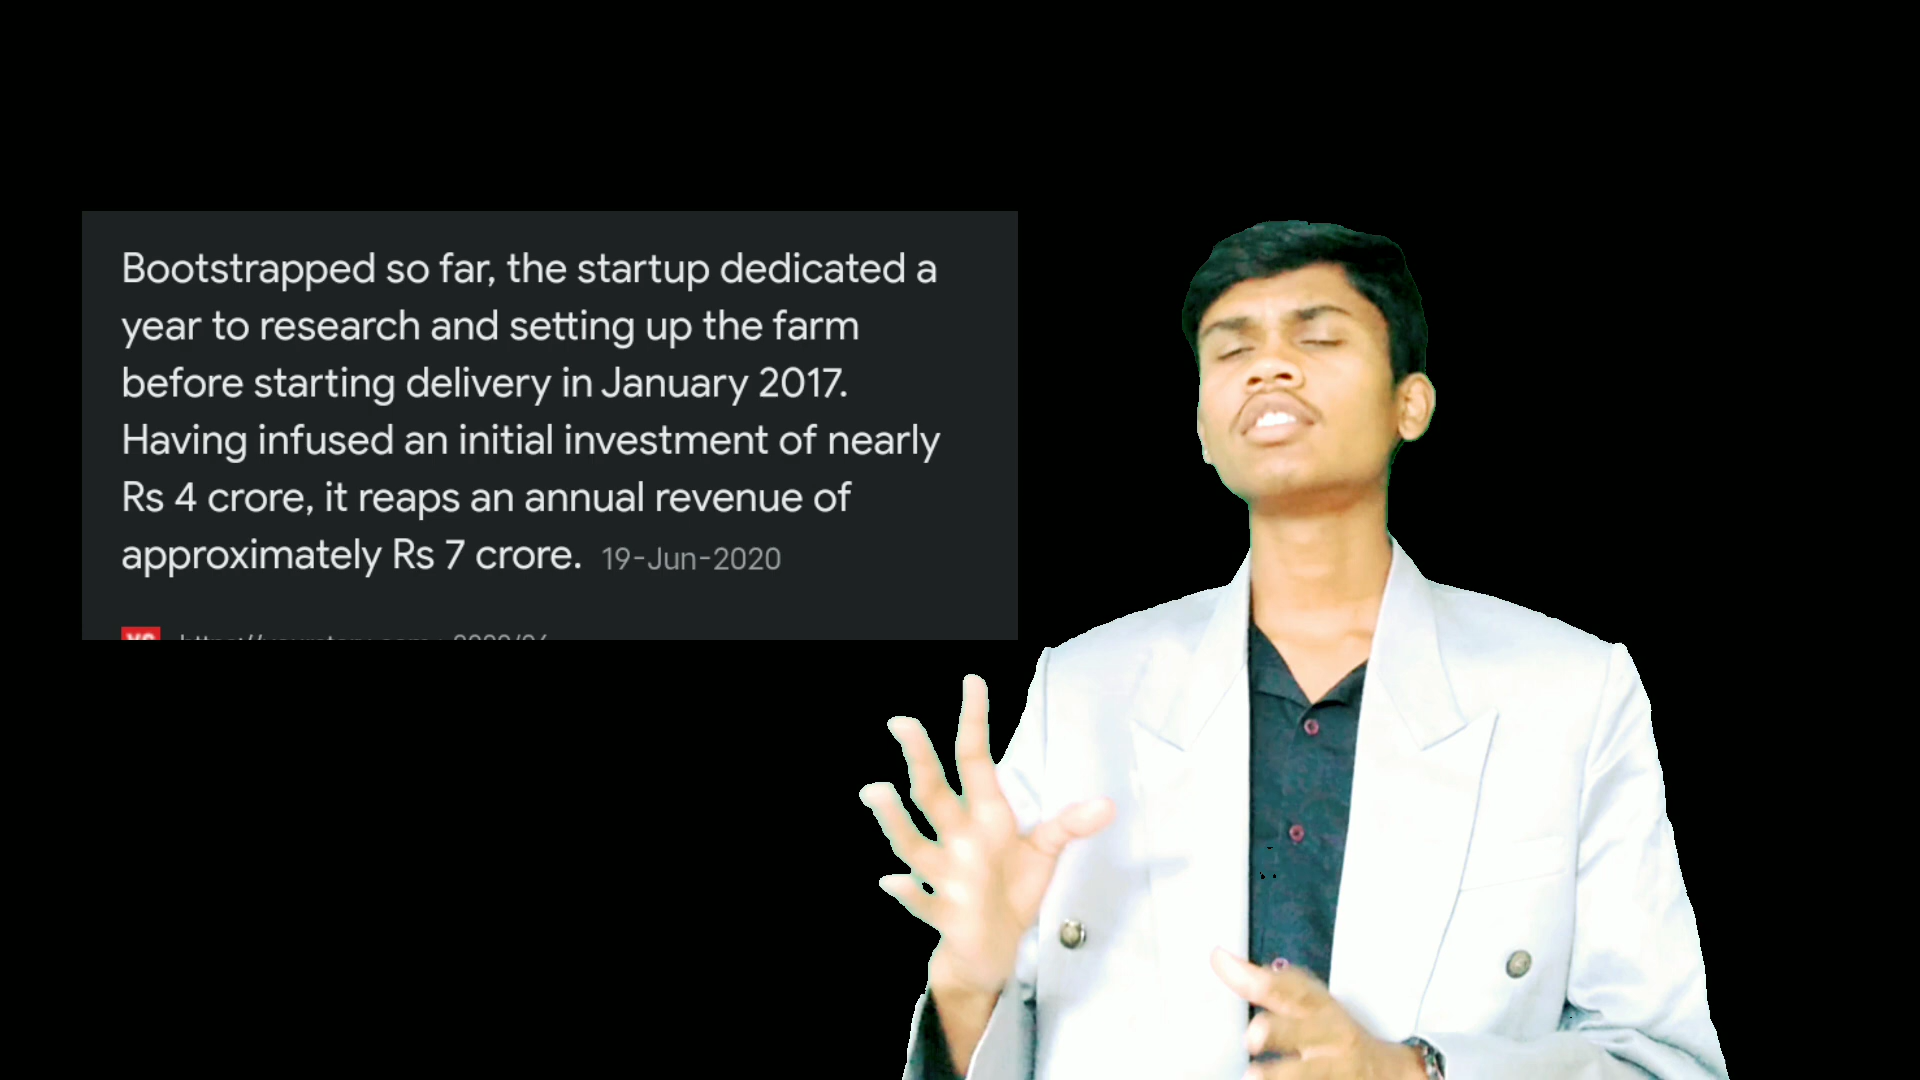 Bootstrapped so far, the startup dedicated a
year to research and setting up the farm
before starting delivery in January 2017.
Having infused an initial investment of nearly
Rs 4 crore, it reaps an annual revenue of
approximately Rs 7 crore. 19-Jun-2020